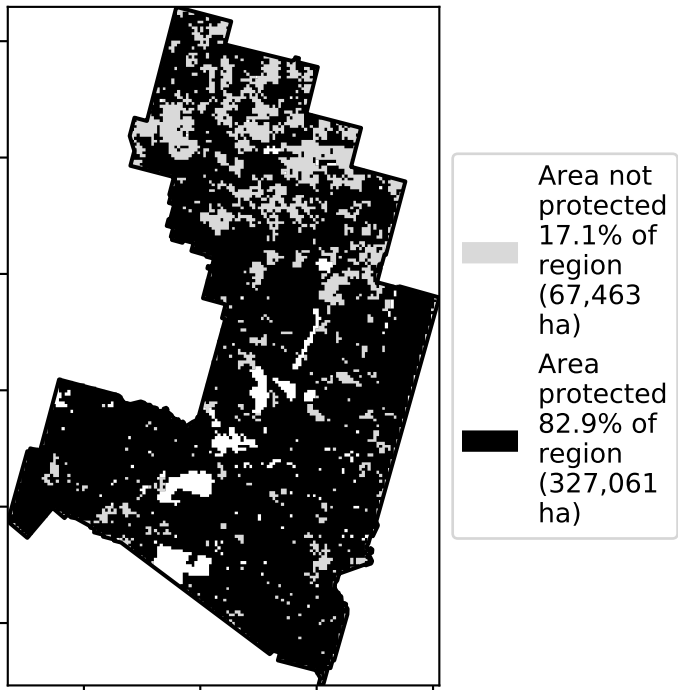 Area not
protected
17.1% of
region
(67,463
ha)
Area
protected
82.9% of
region
(327,061
ha)